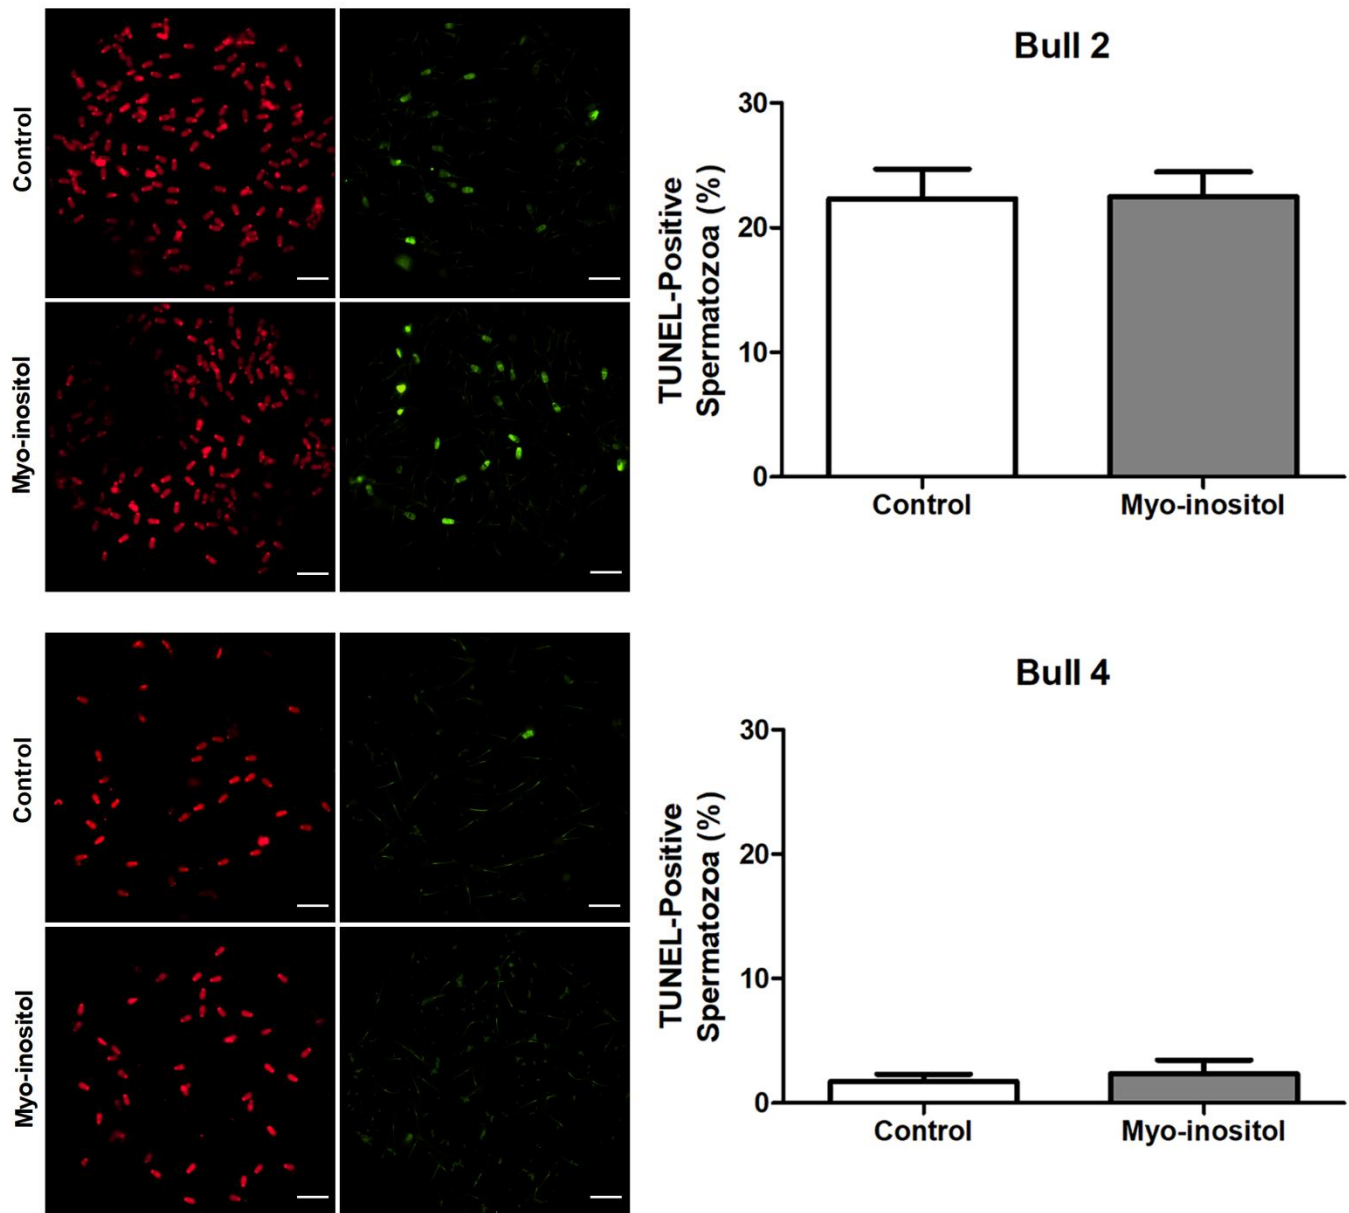 Control
Myo-inositol
Bull 2
TUNEL-Positive
Spermatozoa (%)
30
20
10
0
Control
Myo-inositol
Control
Myo-inositol
Bull 4
TUNEL-Positive
Spermatozoa (%)
30
20
10
0
Control
Myo-inositol